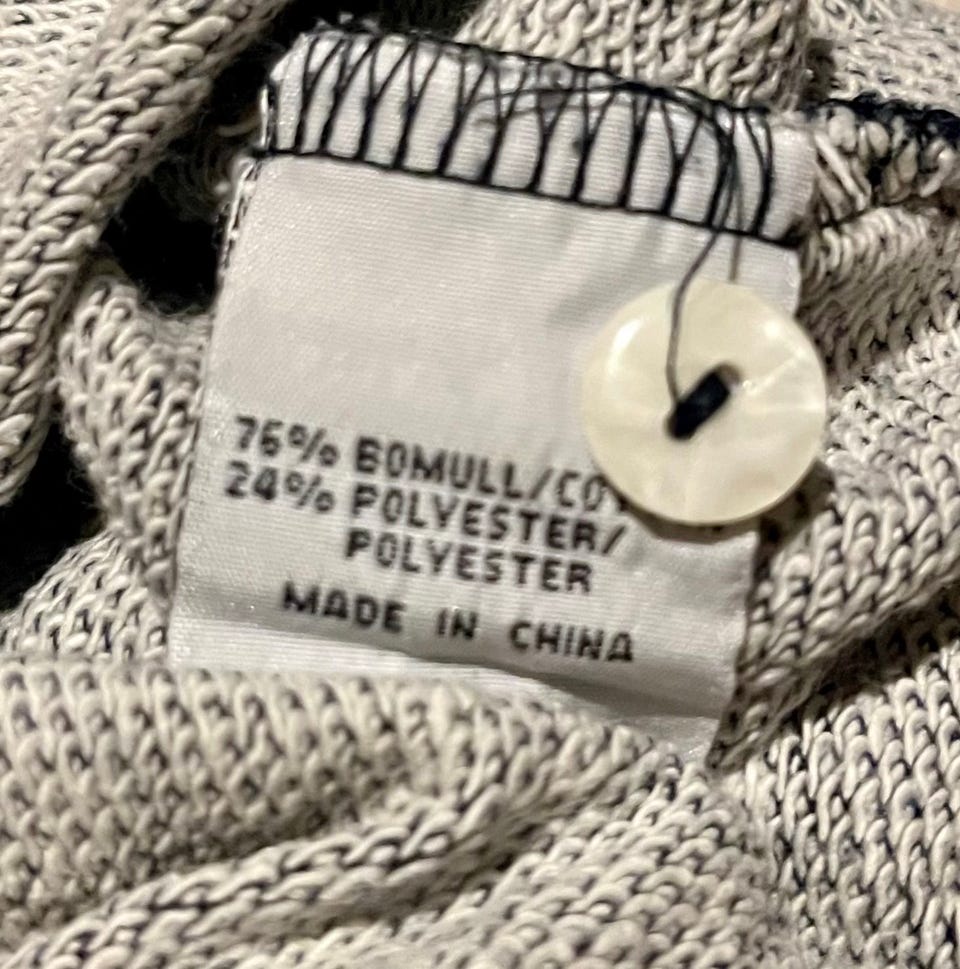 76% BOMULL/CO
24% POLYESTER/
POLYESTER
MADE IN CHINA